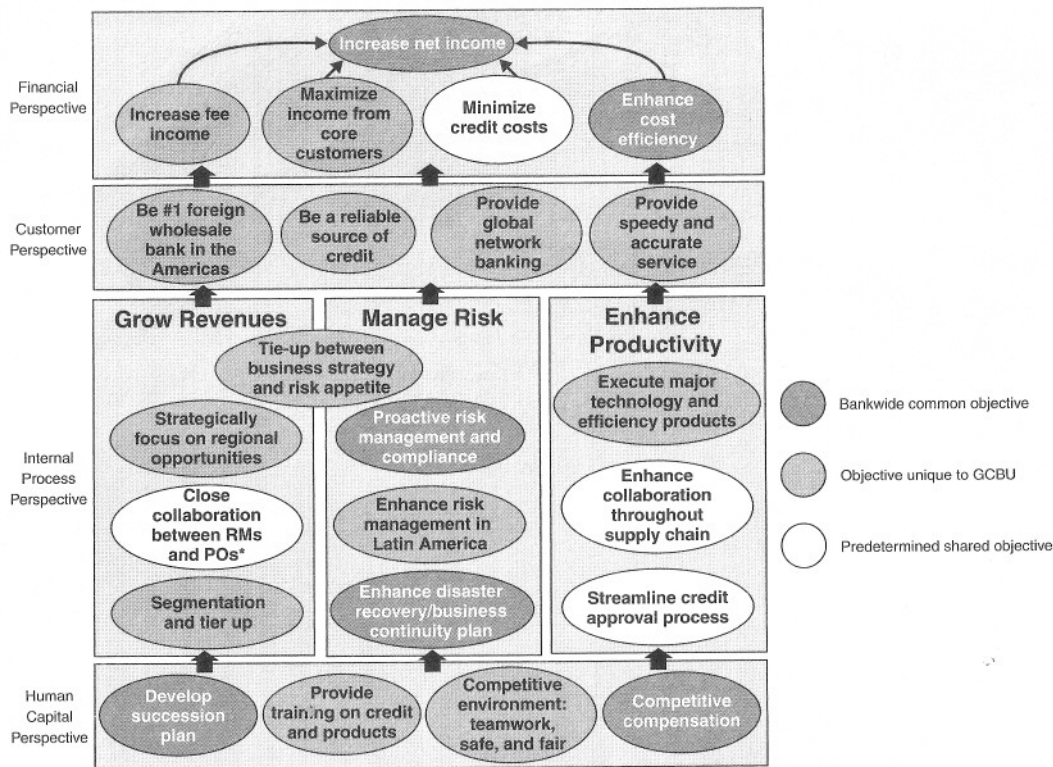 Financial
Perspective
Increase net income
Increase fee
income
Maximize
income from
core
customers
Minimize
credit costs
Enhance
cost
efficiency
Customer
Perspective
Be #1 foreign
wholesale
bank in the
Americas
Be a reliable
source of
credit
Provide
global
network
banking
Provide
speedy and
accurate
service
Internal
Process
Perspective
Grow Revenues
Manage Risk
Enhance
Productivity
Tie-up between
business strategy
and risk appetite
Strategically
focus on regional
opportunities
Close
collaboration
between RMs
and POs*
Segmentation
and tier up
Proactive risk
management and
compliance
Enhance risk
management in
Latin America
Enhance disaster
recovery/business
continuity plan
Execute major
technology and
efficiency products
Enhance
collaboration
throughout
supply chain
Streamline credit
approval process
Human
Capital
Perspective
Develop
succession
plan
Provide
training on credit
and products
Competitive
environment:
teamwork,
safe, and fair
Competitive
compensation
Bankwide common objective
Objective unique to GCBU
Predetermined shared objective